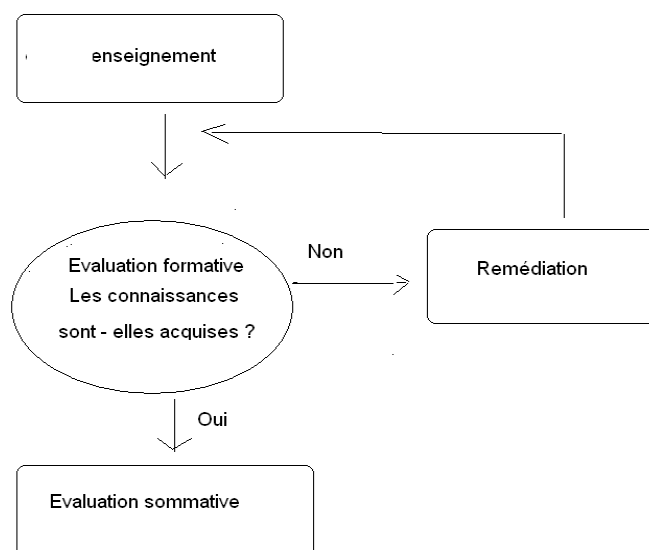 enseignement
Evaluation formative
Les connaissances
sont - elles acquises ?
Non
Remédiation
Oui
Evaluation sommative